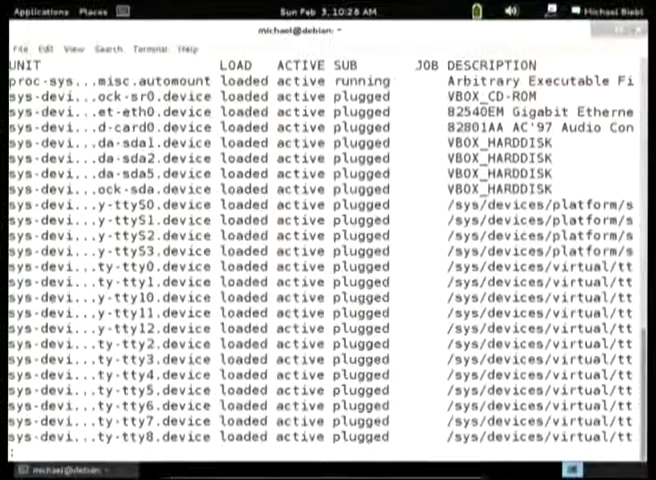 Applications Places Sun Feb 3, 10:28 AM Michael Biebl
michael@debian: ~
File Edit View Search Terminal Help
UNIT LOAD ACTIVE SUB JOB DESCRIPTION
proc-sys...misc.automount loaded active running Arbitrary Executable Fi
sys-devi...ock-sr0.device loaded active plugged VBOX_CD-ROM
sys-devi...et-eth0.device loaded active plugged 82540EM Gigabit Etherne
sys-devi...d-card0.device loaded active plugged 82801AA AC'97 Audio Con
sys-devi...da-sda1.device loaded active plugged VBOX_HARDDISK
sys-devi...da-sda2.device loaded active plugged VBOX_HARDDISK
sys-devi...da-sda5.device loaded active plugged VBOX_HARDDISK
sys-devi...ock-sda.device loaded active plugged VBOX_HARDDISK
sys-devi...y-ttyS0.device loaded active plugged /sys/devices/platform/s
sys-devi...y-ttyS1.device loaded active plugged /sys/devices/platform/s
sys-devi...y-ttyS2.device loaded active plugged /sys/devices/platform/s
sys-devi...y-ttyS3.device loaded active plugged /sys/devices/platform/s
sys-devi...ty-tty0.device loaded active plugged /sys/devices/virtual/tt
sys-devi...ty-tty1.device loaded active plugged /sys/devices/virtual/tt
sys-devi...y-tty10.device loaded active plugged /sys/devices/virtual/tt
sys-devi...y-tty11.device loaded active plugged /sys/devices/virtual/tt
sys-devi...y-tty12.device loaded active plugged /sys/devices/virtual/tt
sys-devi...ty-tty2.device loaded active plugged /sys/devices/virtual/tt
sys-devi...ty-tty3.device loaded active plugged /sys/devices/virtual/tt
sys-devi...ty-tty4.device loaded active plugged /sys/devices/virtual/tt
sys-devi...ty-tty5.device loaded active plugged /sys/devices/virtual/tt
sys-devi...ty-tty6.device loaded active plugged /sys/devices/virtual/tt
sys-devi...ty-tty7.device loaded active plugged /sys/devices/virtual/tt
sys-devi...ty-tty8.device loaded active plugged /sys/devices/virtual/tt
:
michael@debian: ~